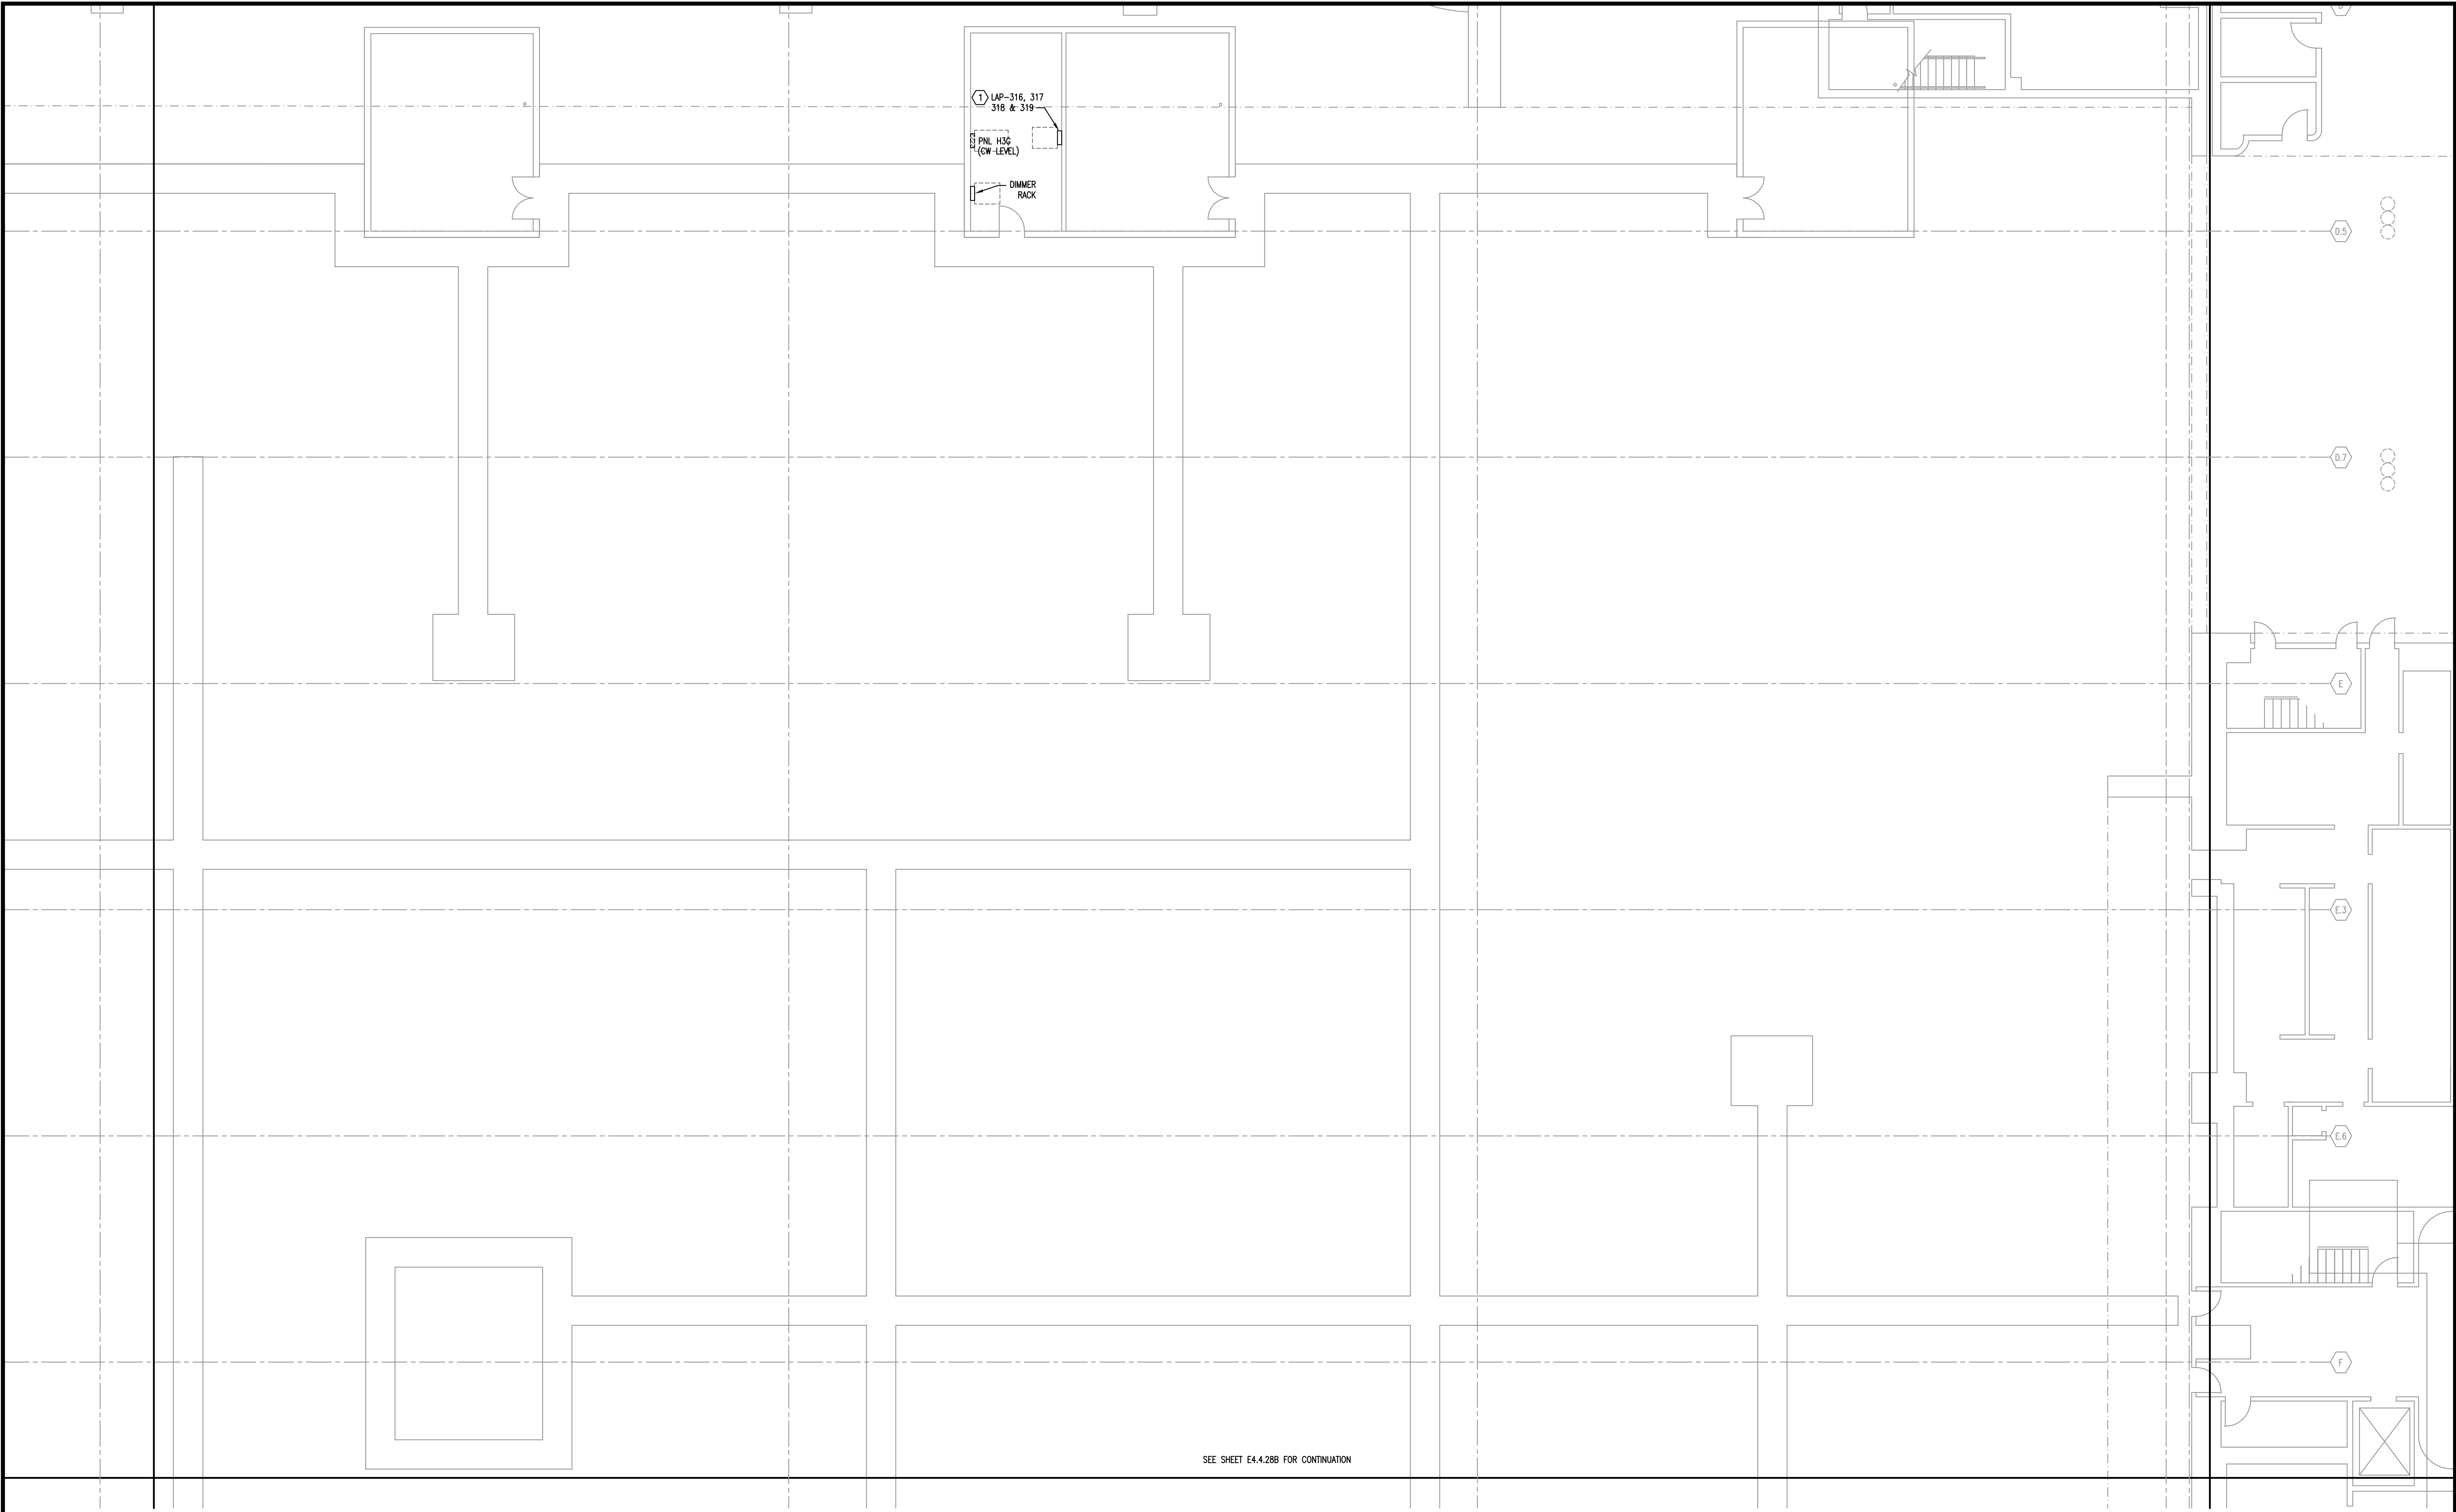 D
1 LAP-316, 317
318 & 319
PNL H3G
(CW LEVEL)
DIMMER
RACK
D.5
D.7
E
E.3
E.6
F
SEE SHEET E4.4.28B FOR CONTINUATION